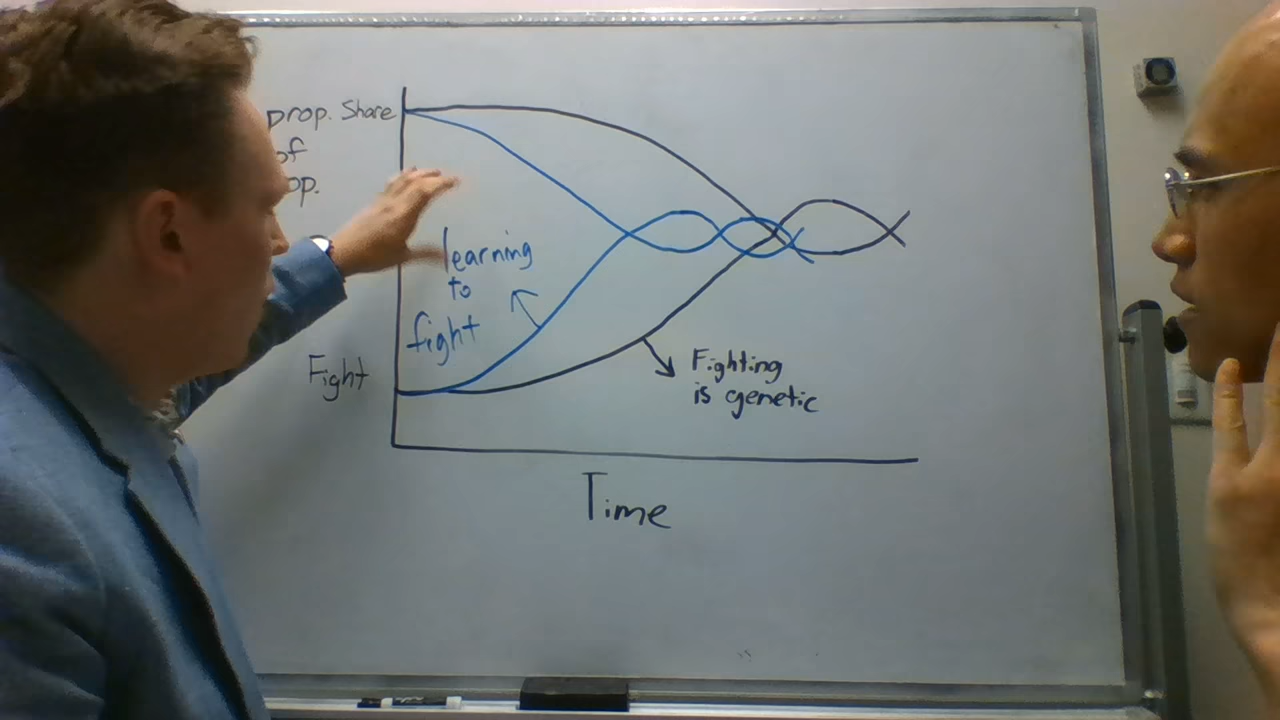 prop. Share
of
op.
learning
to
fight
Fight
Fighting
is genetic
Time